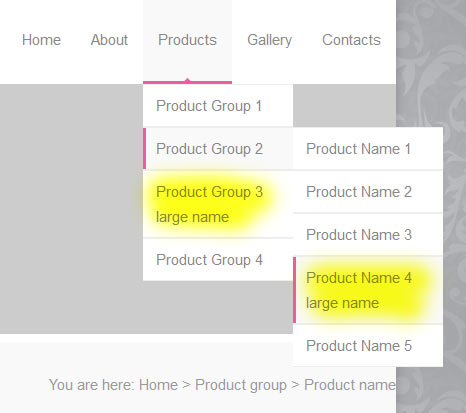 Home About Products Gallery Contacts
Product Group 1
Product Group 2
Product Group 3
large name
Product Group 4
Product Name 1
Product Name 2
Product Name 3
Product Name 4
large name
Product Name 5
You are here: Home > Product group > Product name